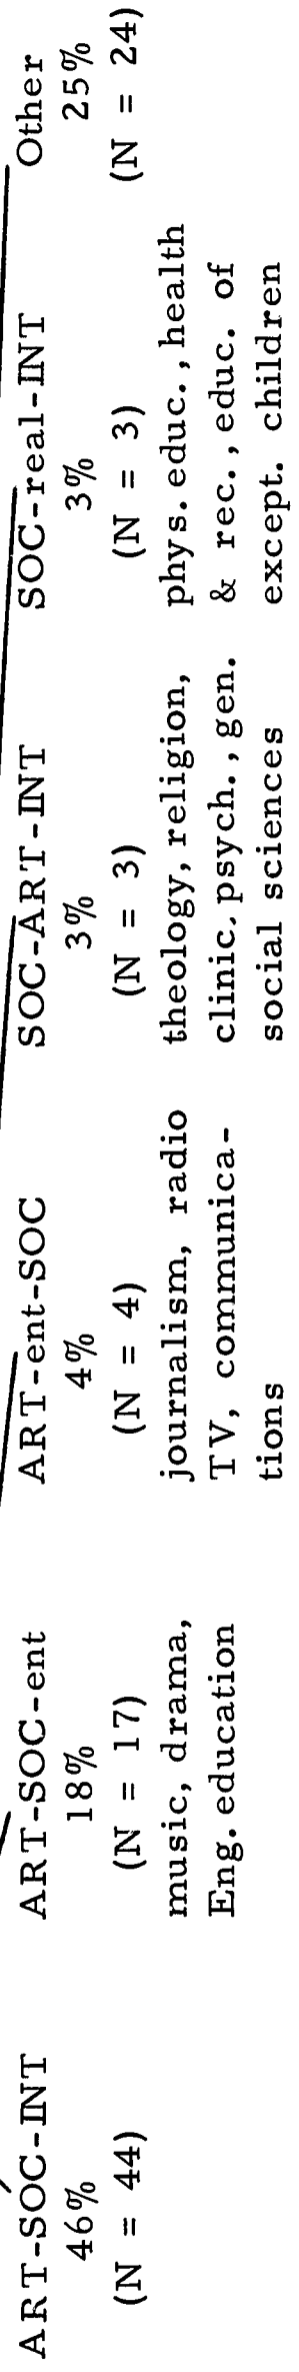 ART-SOC-INT
46%
(N = 44)
ART-SOC-ent
18%
(N = 17)
music, drama,
Eng. education
ART-ent-SOC
4%
(N = 4)
journalism, radio
TV, communica-
tions
SOC-ART-INT
3%
(N = 3)
theology, religion,
clinic. psych., gen.
social sciences
SOC-real-INT
3%
(N = 3)
phys. educ., health
& rec., educ. of
except. children
Other
25%
(N = 24)